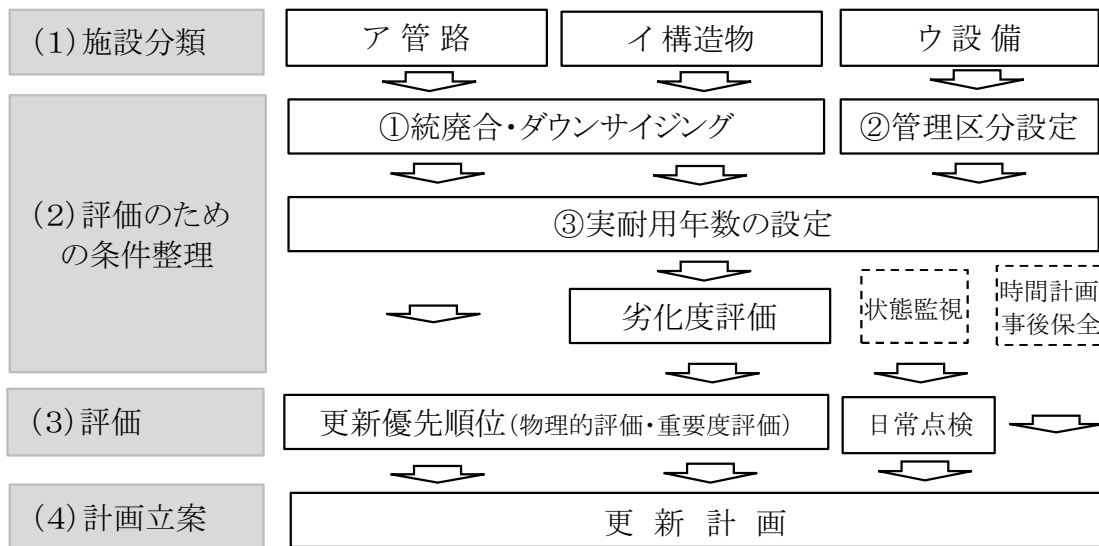 (1)施設分類
ア 管 路
イ 構造物
ウ 設 備
①統廃合・ダウンサイジング
②管理区分設定
(2)評価のため
の条件整理
③実耐用年数の設定
劣化度評価
状態監視
時間計画
事後保全
(3)評価
更新優先順位(物理的評価・重要度評価)
日常点検
(4)計画立案
更 新 計 画